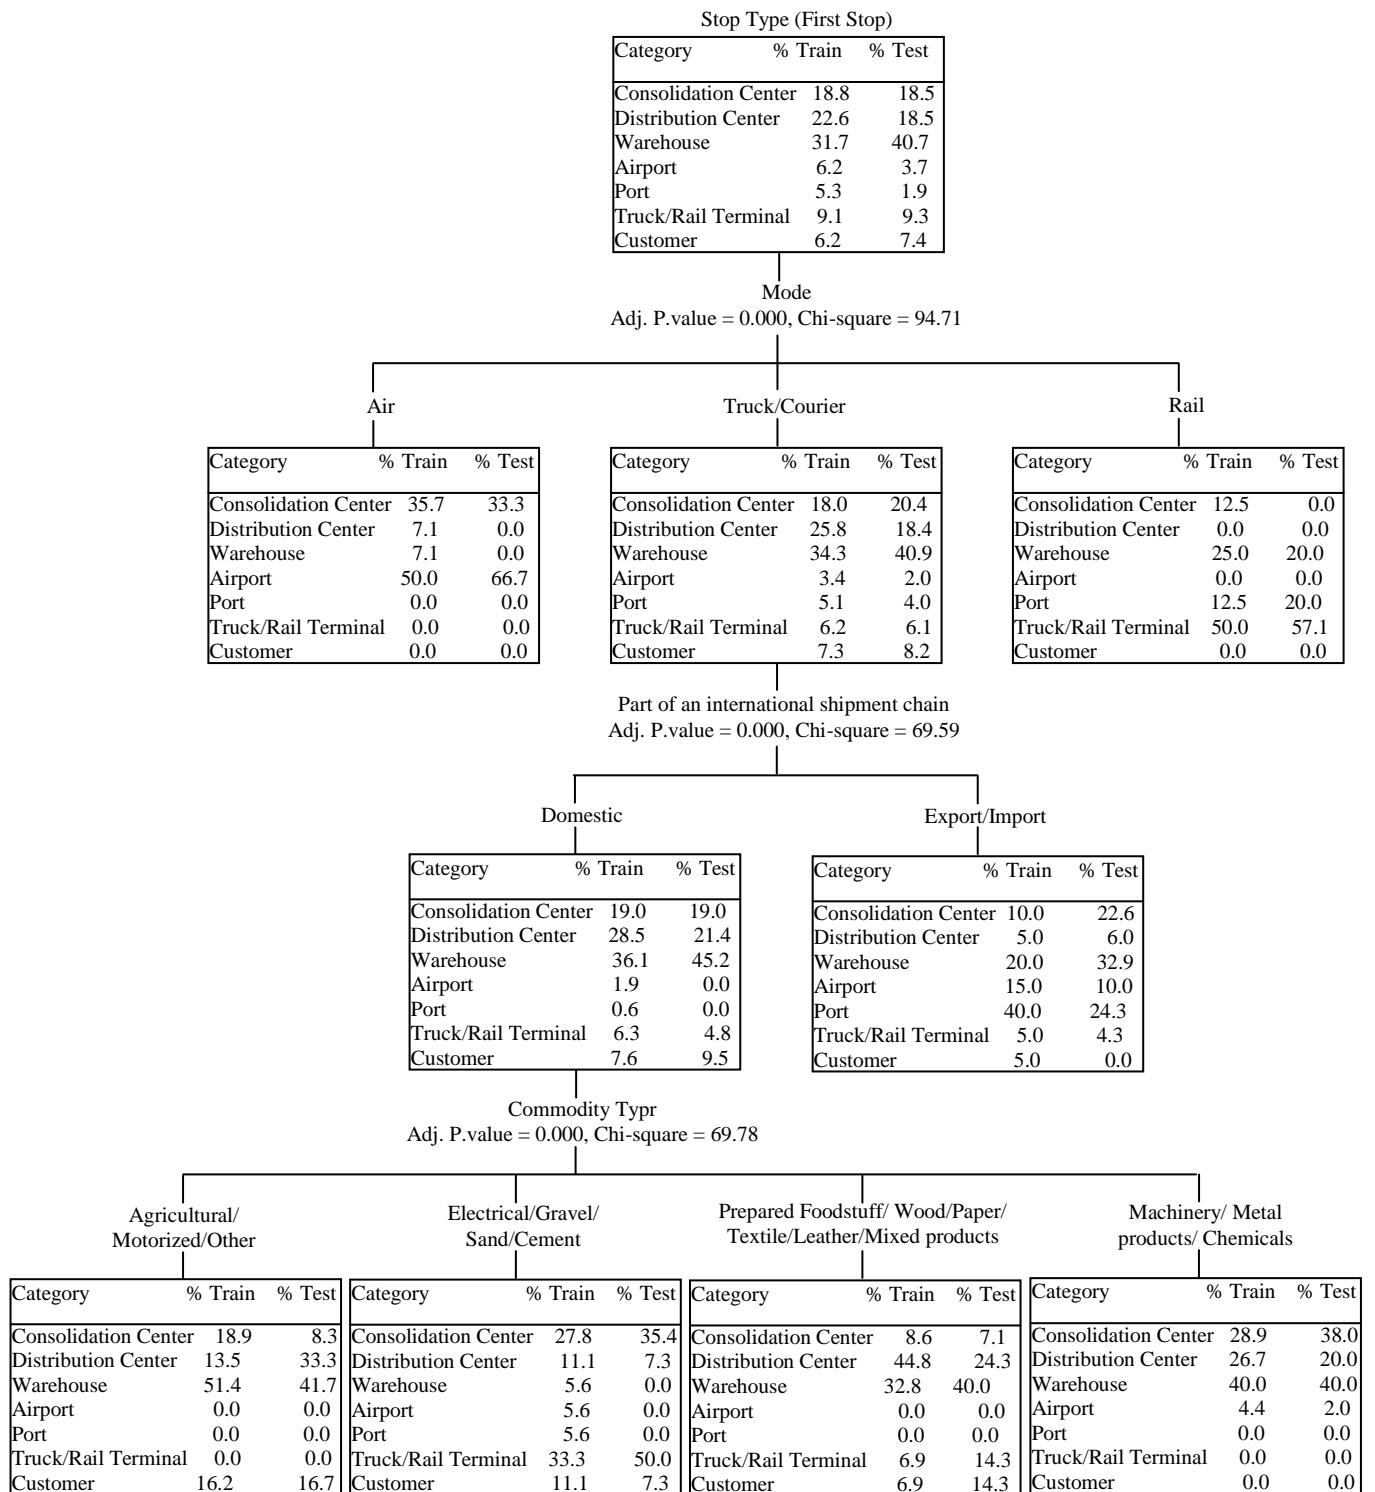 Stop Type (First Stop)
Category % Train % Test
Consolidation Center 18.8 18.5
Distribution Center 22.6 18.5
Warehouse 31.7 40.7
Airport 6.2 3.7
Port 5.3 1.9
Truck/Rail Terminal 9.1 9.3
Customer 6.2 7.4
Mode
Adj. P.value = 0.000, Chi-square = 94.71
Air
Category % Train % Test
Consolidation Center 35.7 33.3
Distribution Center 7.1 0.0
Warehouse 7.1 0.0
Airport 50.0 66.7
Port 0.0 0.0
Truck/Rail Terminal 0.0 0.0
Customer 0.0 0.0
Truck/Courier
Category % Train % Test
Consolidation Center 18.0 20.4
Distribution Center 25.8 18.4
Warehouse 34.3 40.9
Airport 3.4 2.0
Port 5.1 4.0
Truck/Rail Terminal 6.2 6.1
Customer 7.3 8.2
Rail
Category % Train % Test
Consolidation Center 12.5 0.0
Distribution Center 0.0 0.0
Warehouse 25.0 20.0
Airport 0.0 0.0
Port 12.5 20.0
Truck/Rail Terminal 50.0 57.1
Customer 0.0 0.0
Part of an international shipment chain
Adj. P.value = 0.000, Chi-square = 69.59
Domestic
Category % Train % Test
Consolidation Center 19.0 19.0
Distribution Center 28.5 21.4
Warehouse 36.1 45.2
Airport 1.9 0.0
Port 0.6 0.0
Truck/Rail Terminal 6.3 4.8
Customer 7.6 9.5
Export/Import
Category % Train % Test
Consolidation Center 10.0 22.6
Distribution Center 5.0 6.0
Warehouse 20.0 32.9
Airport 15.0 10.0
Port 40.0 24.3
Truck/Rail Terminal 5.0 4.3
Customer 5.0 0.0
Commodity Typr
Adj. P.value = 0.000, Chi-square = 69.78
Agricultural/
Motorized/Other
Category % Train % Test
Consolidation Center 18.9 8.3
Distribution Center 13.5 33.3
Warehouse 51.4 41.7
Airport 0.0 0.0
Port 0.0 0.0
Truck/Rail Terminal 0.0 0.0
Customer 16.2 16.7
Electrical/Gravel/
Sand/Cement
Category % Train % Test
Consolidation Center 27.8 35.4
Distribution Center 11.1 7.3
Warehouse 5.6 0.0
Airport 5.6 0.0
Port 5.6 0.0
Truck/Rail Terminal 33.3 50.0
Customer 11.1 7.3
Prepared Foodstuff/ Wood/Paper/
Textile/Leather/Mixed products
Category % Train % Test
Consolidation Center 8.6 7.1
Distribution Center 44.8 24.3
Warehouse 32.8 40.0
Airport 0.0 0.0
Port 0.0 0.0
Truck/Rail Terminal 6.9 14.3
Customer 6.9 14.3
Machinery/ Metal
products/ Chemicals
Category % Train % Test
Consolidation Center 28.9 38.0
Distribution Center 26.7 20.0
Warehouse 40.0 40.0
Airport 4.4 2.0
Port 0.0 0.0
Truck/Rail Terminal 0.0 0.0
Customer 0.0 0.0